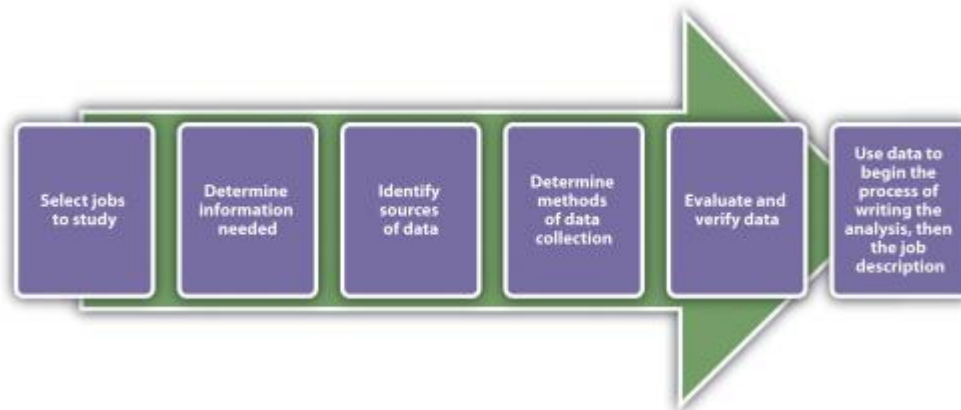 Select jobs
to study
Determine
information
needed
Identify
sources
of data
Determine
methods
of data
collection
Evaluate and
verify data
Use data to
begin the
process of
writing the
analysis, then
the job
description